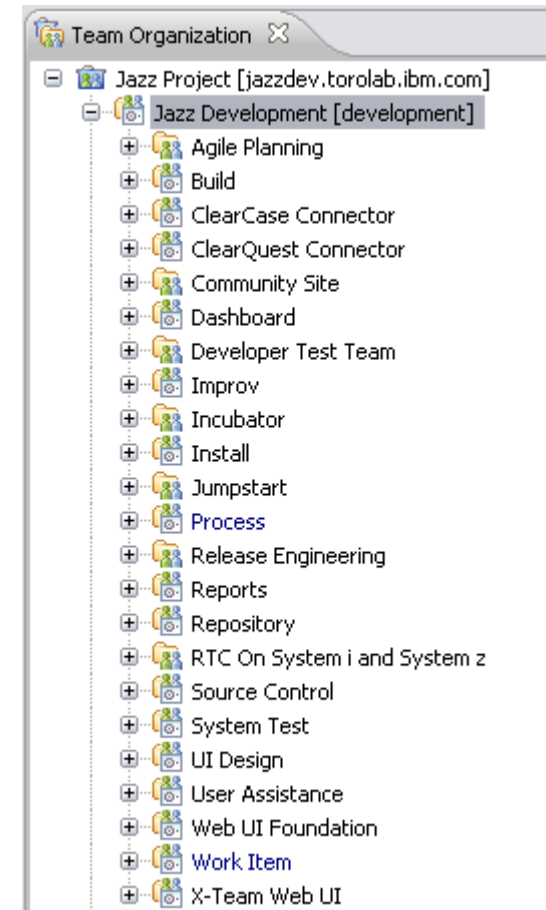 Team Organization
Jazz Project [jazzdev.torolab.ibm.com]
Jazz Development [development]
Agile Planning
Build
ClearCase Connector
ClearQuest Connector
Community Site
Dashboard
Developer Test Team
Improv
Incubator
Install
Jumpstart
Process
Release Engineering
Reports
Repository
RTC On System i and System z
Source Control
System Test
UI Design
User Assistance
Web UI Foundation
Work Item
X-Team Web UI